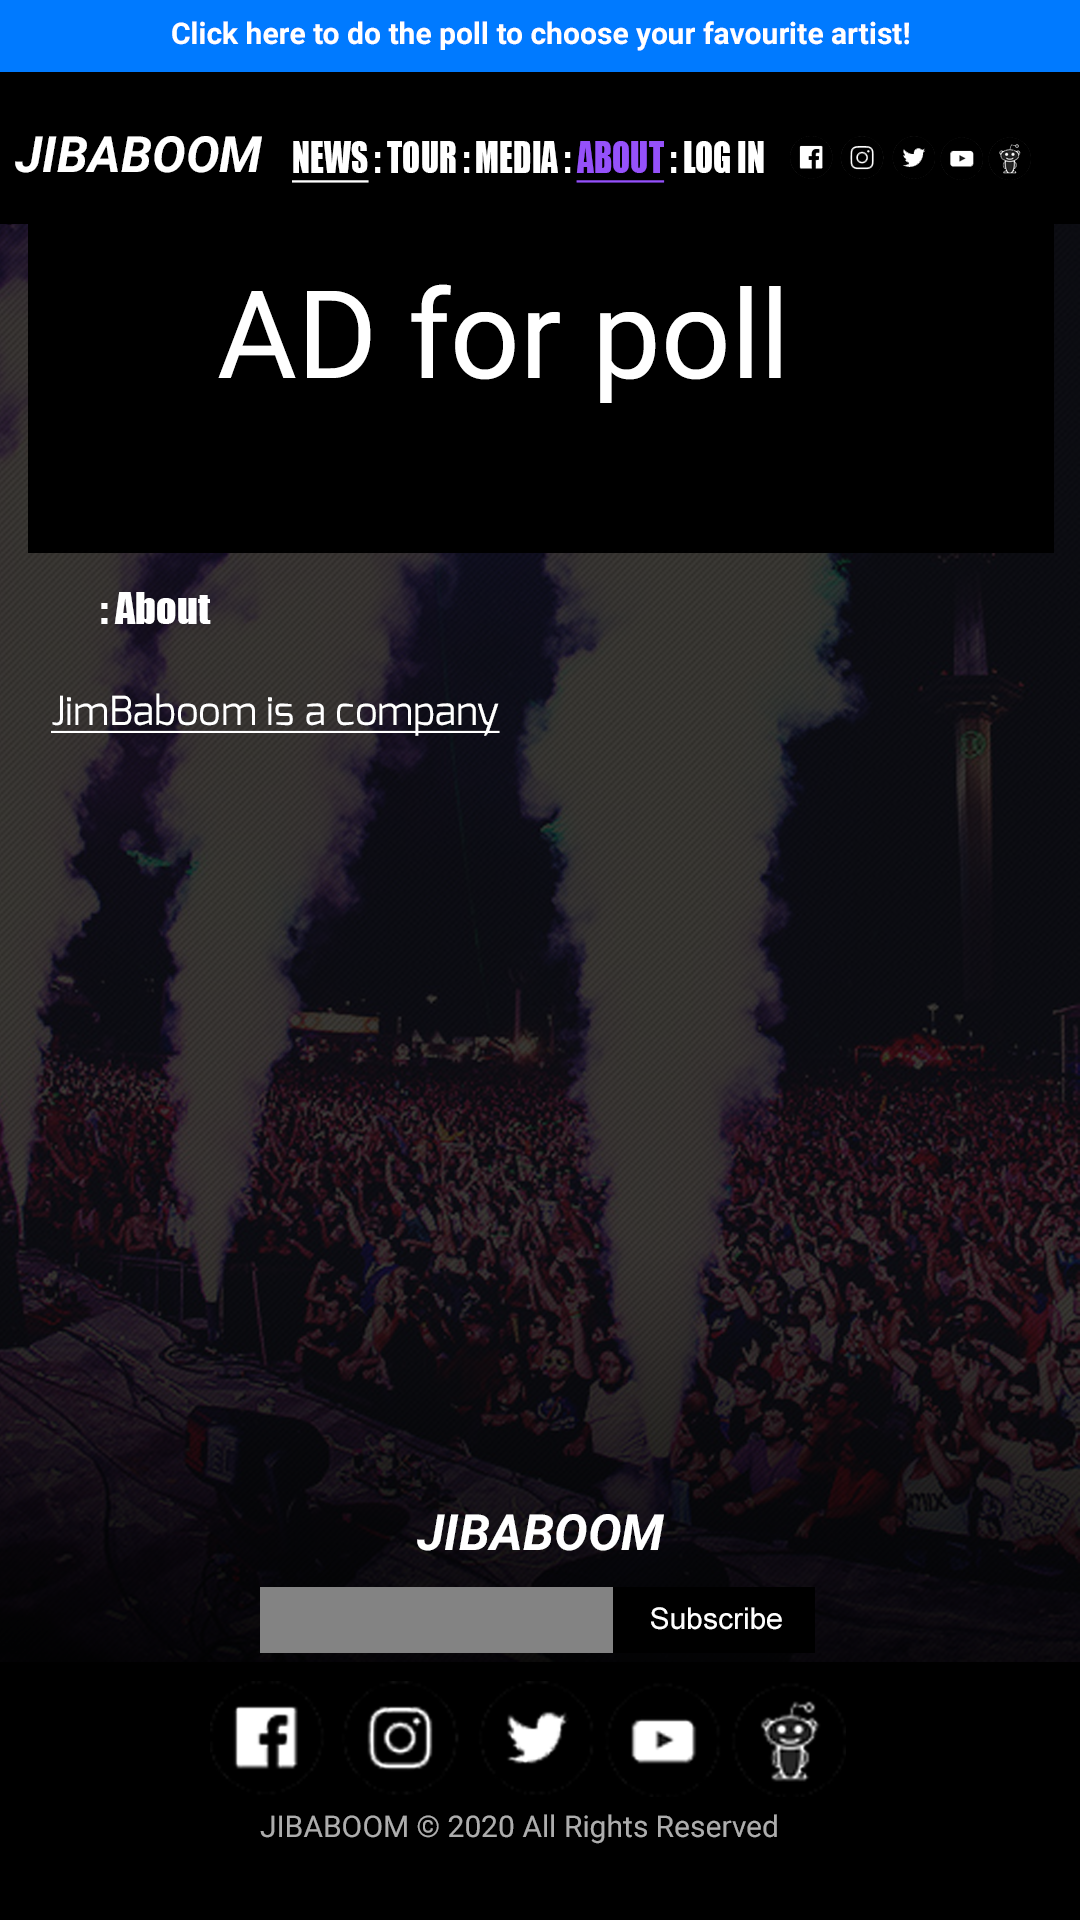 Click here to do the poll to choose your favourite artist!
JIBABOOM NEWS : TOUR : MEDIA : ABOUT : LOG IN
AD for poll
: About
JimBaboom is a company
JIBABOOM
Subscribe
JIBABOOM © 2020 All Rights Reserved